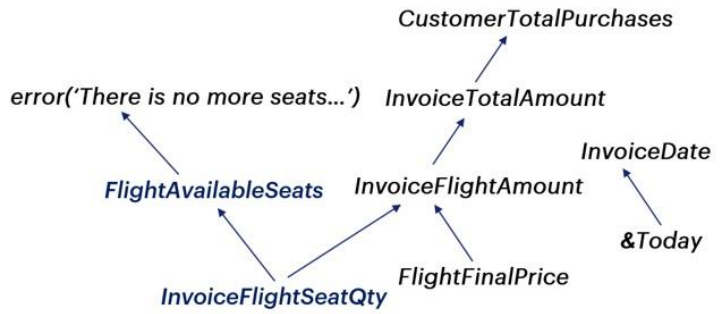 CustomerTotalPurchases
error(‘There is no more seats...’)
InvoiceTotalAmount
InvoiceDate
FlightAvailableSeats
InvoiceFlightAmount
&Today
FlightFinalPrice
InvoiceFlightSeatQty